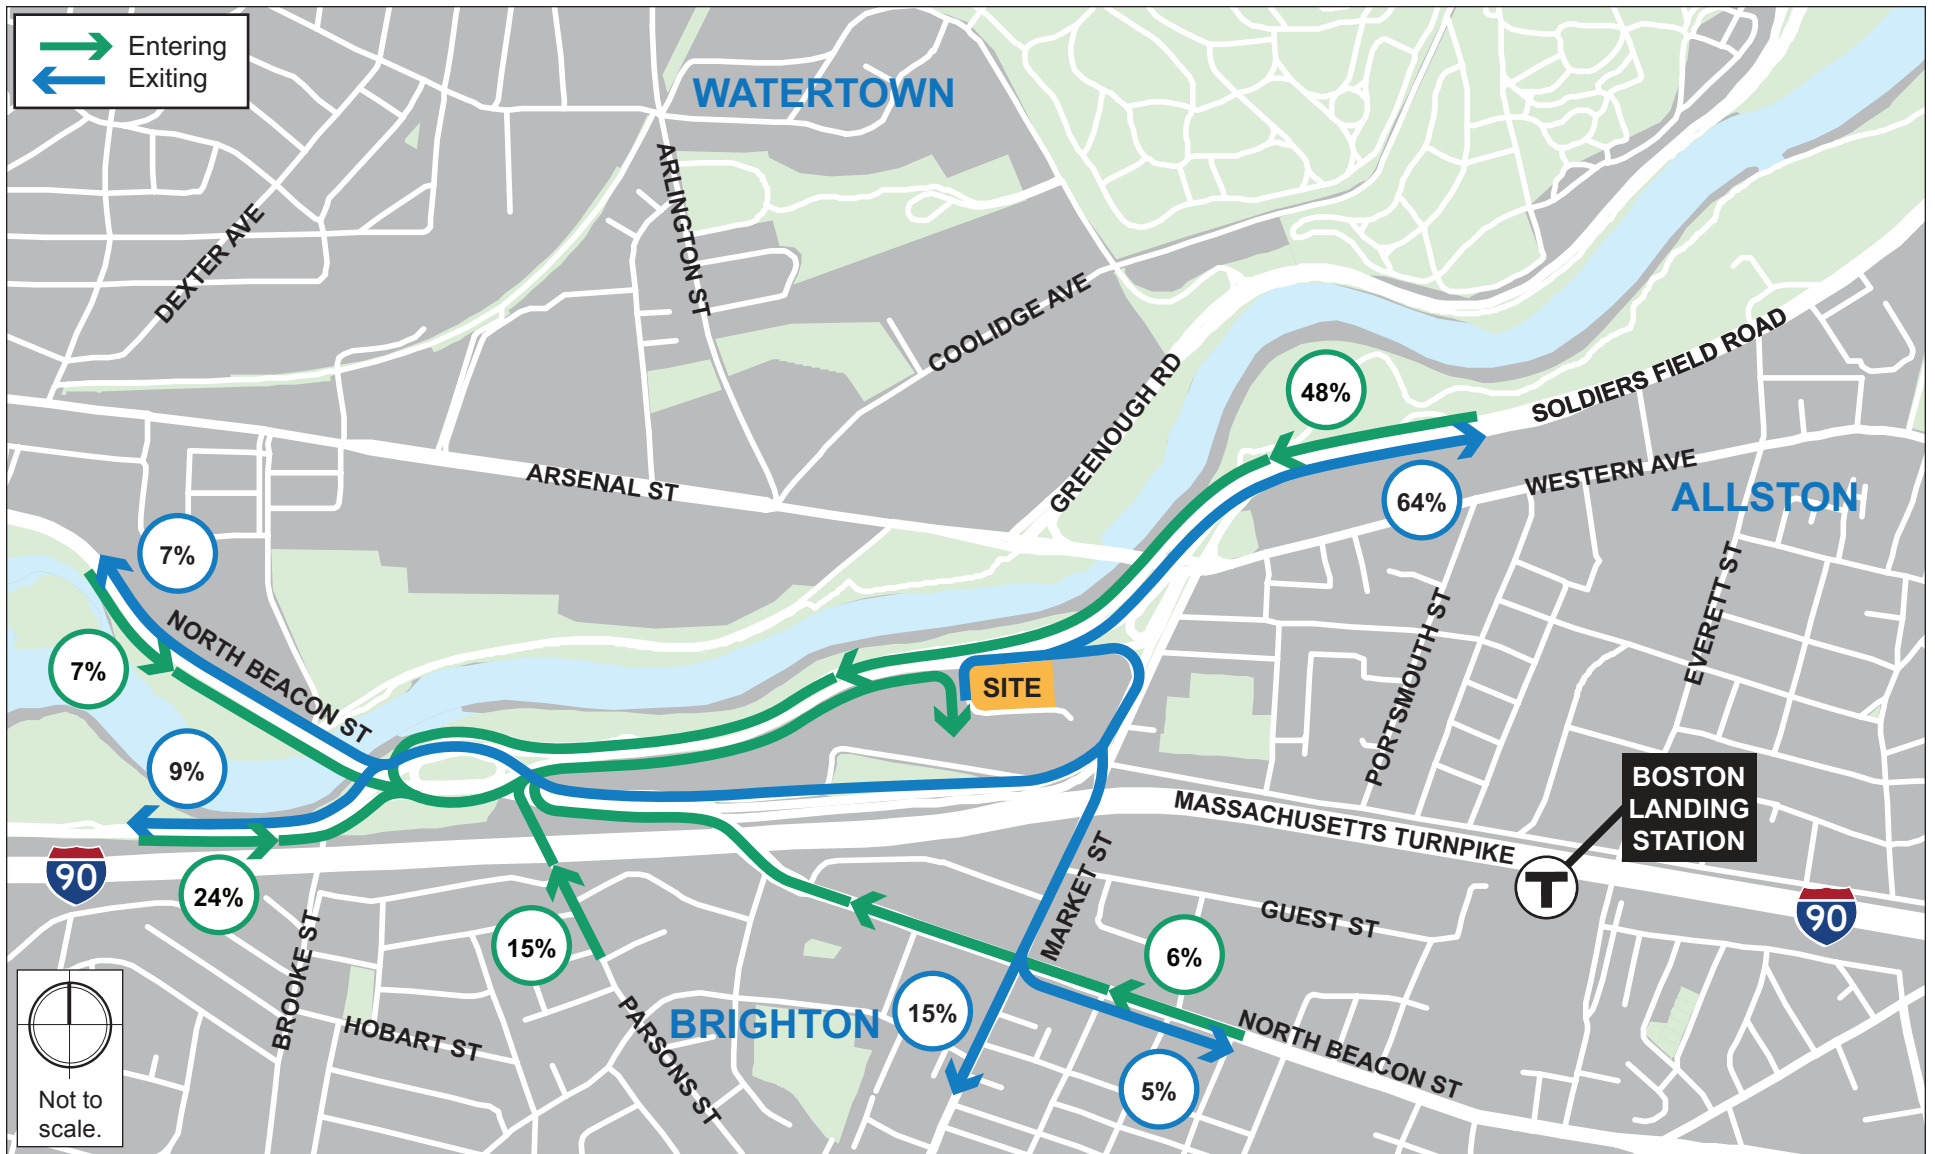 Entering
Exiting
WATERTOWN
ARLINGTON ST
DEXTER AVE
COOLIDGE AVE
GREENOUGH RD
48%
SOLDIERS FIELD ROAD
64%
WESTERN AVE
ALLSTON
ARSENAL ST
7%
7%
NORTH BEACON ST
9%
24%
90
SITE
PORTSMOUTH ST
EVERETT ST
BOSTON
LANDING
STATION
T
MASSACHUSETTS TURNPIKE
90
MARKET ST
GUEST ST
15%
6%
15%
5%
NORTH BEACON ST
BROOKE ST
HOBART ST
PARSONS ST
BRIGHTON
Not to
scale.